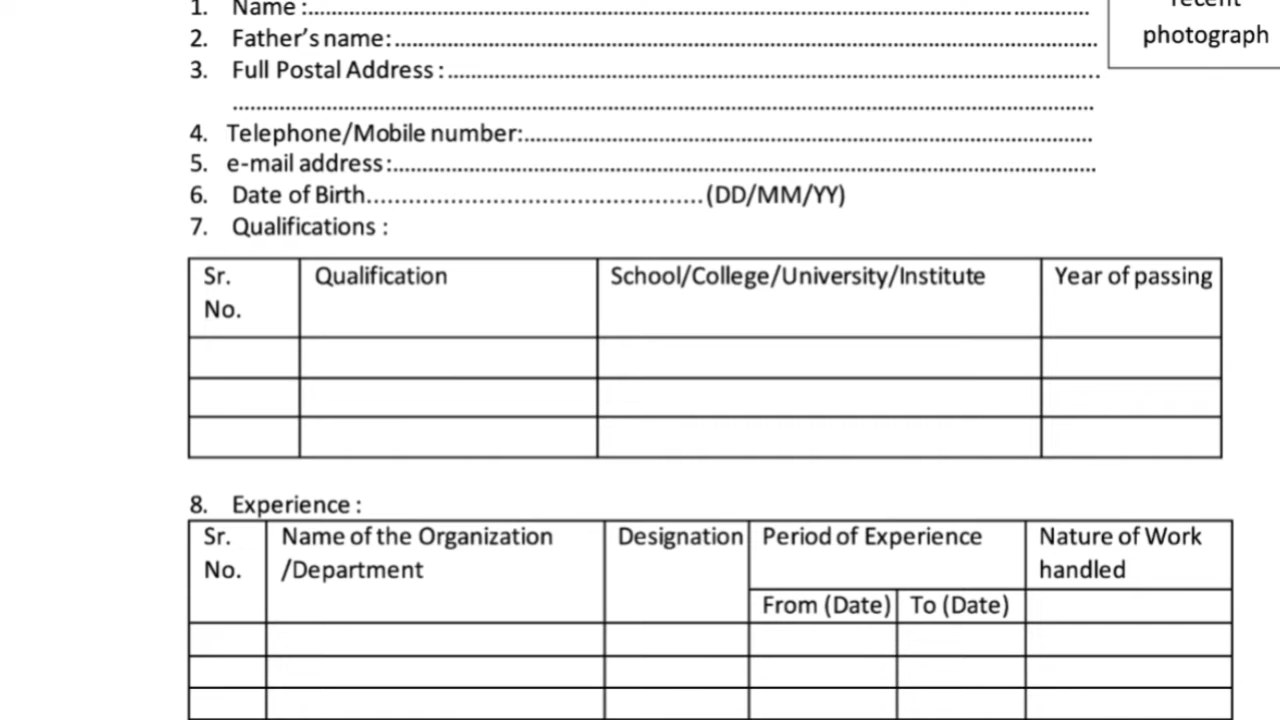 1. Name :................................................................
recent
photograph
2. Father's name:................................................................
3. Full Postal Address :................................................................
................................................................
4. Telephone/Mobile number:................................................................
5. e-mail address:................................................................
6. Date of Birth................................................(DD/MM/YY)
7. Qualifications :
Sr. No. Qualification School/College/University/Institute Year of passing
8. Experience :
Sr. No. Name of the Organization /Department Designation Period of Experience Nature of Work handled
From (Date) To (Date)